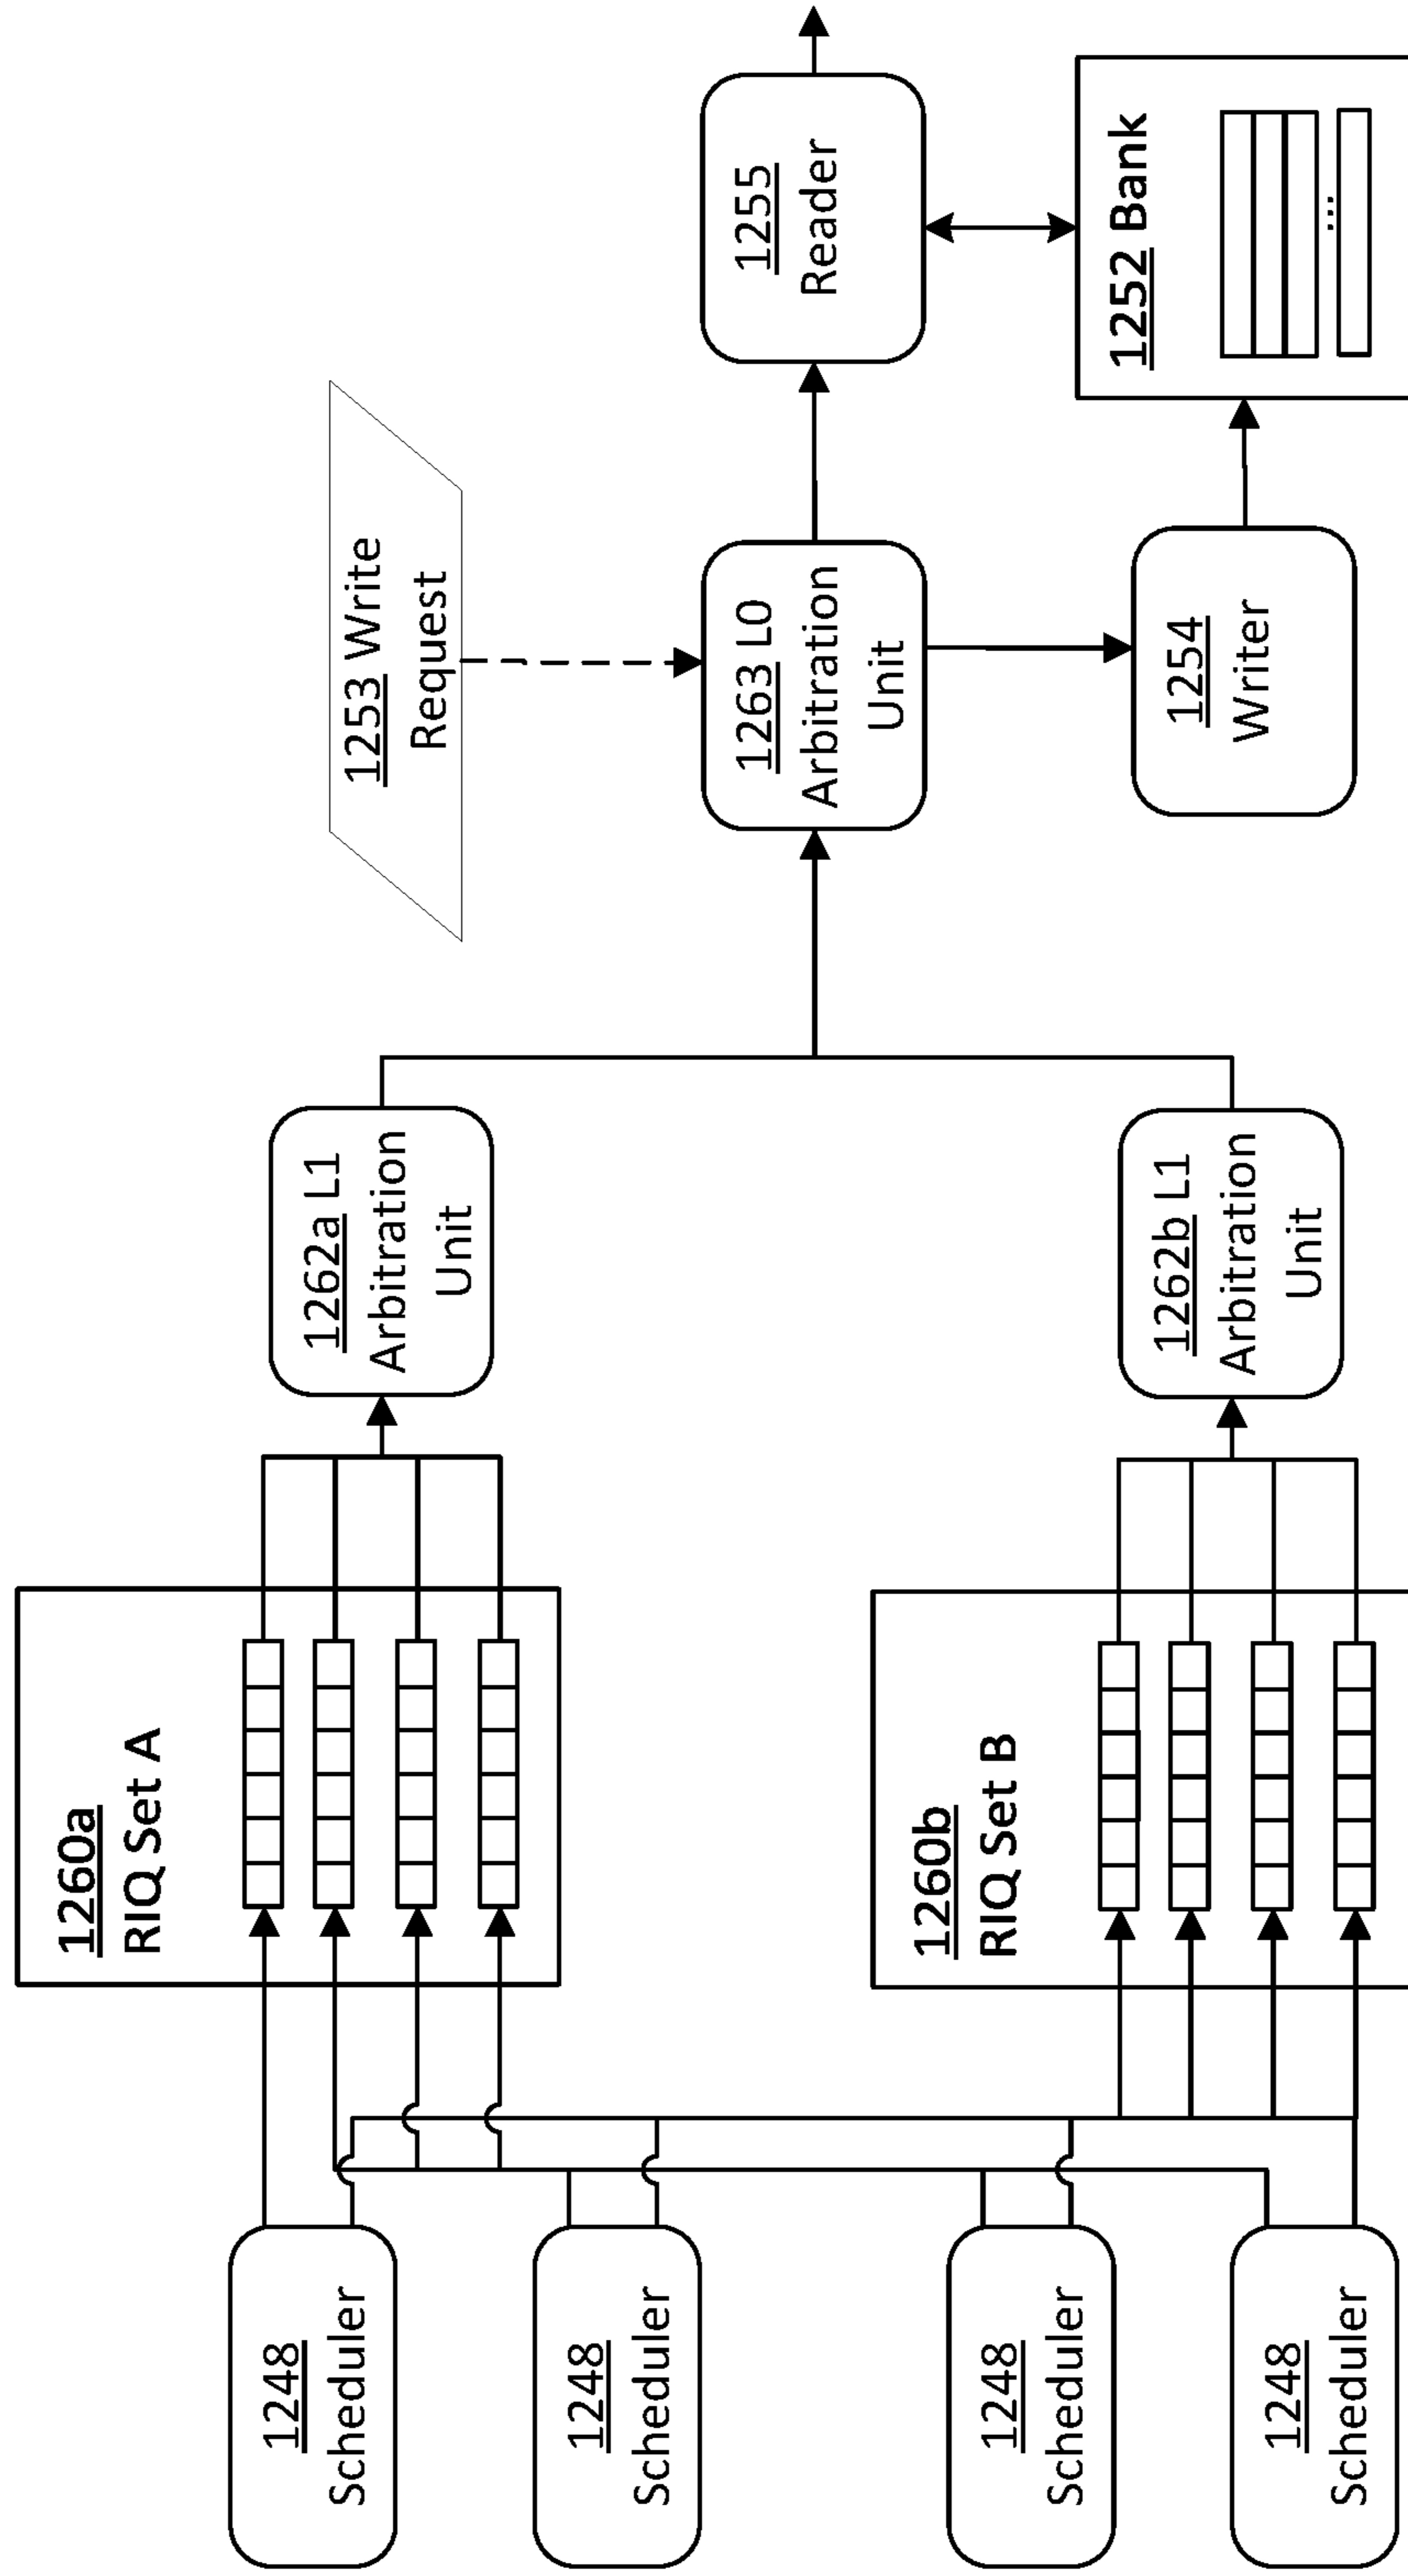 1248
Scheduler
1248
Scheduler
1248
Scheduler
1248
Scheduler
1260a
RIQ Set A
1260b
RIQ Set B
1262a L1
Arbitration
Unit
1262b L1
Arbitration
Unit
1253 Write
Request
1263 L0
Arbitration
Unit
1254
Writer
1255
Reader
1252 Bank
...